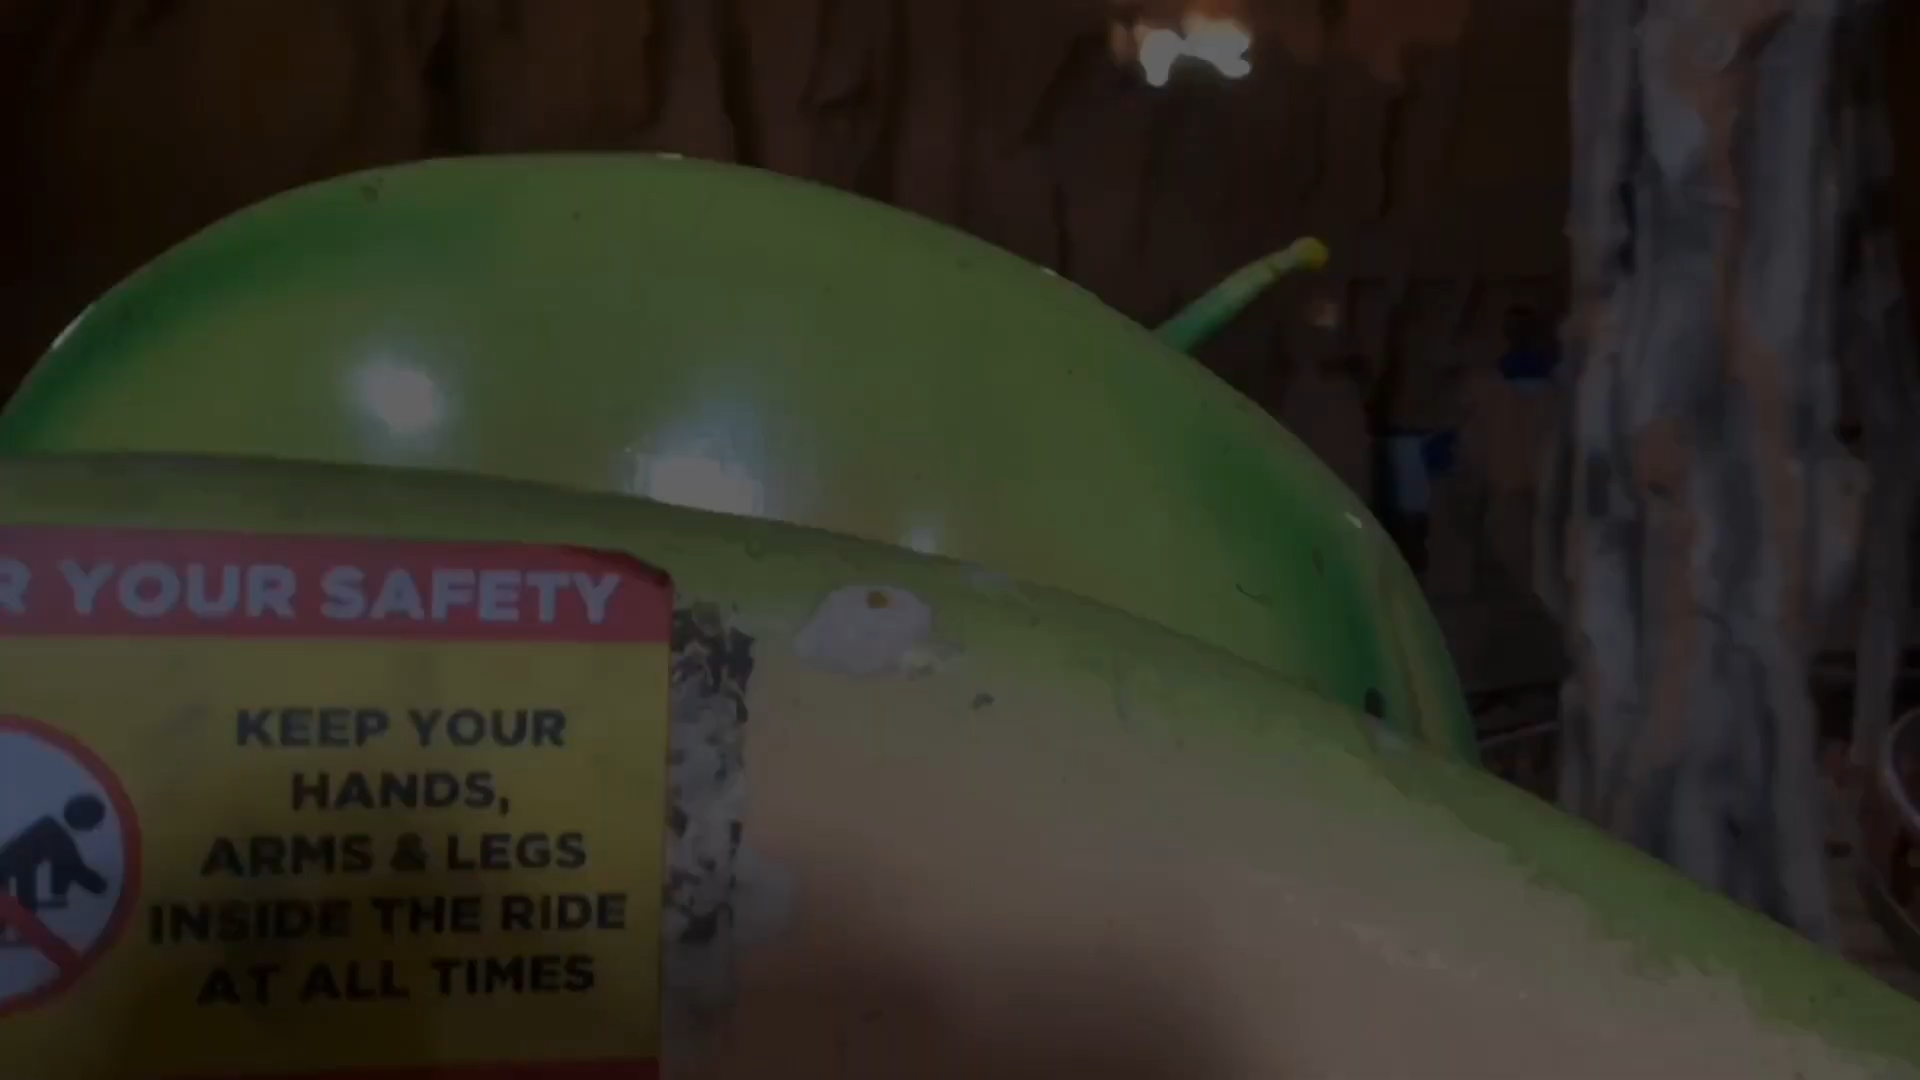 R YOUR SAFETY
KEEP YOUR
HANDS,
ARMS & LEGS
INSIDE THE RIDE
AT ALL TIMES